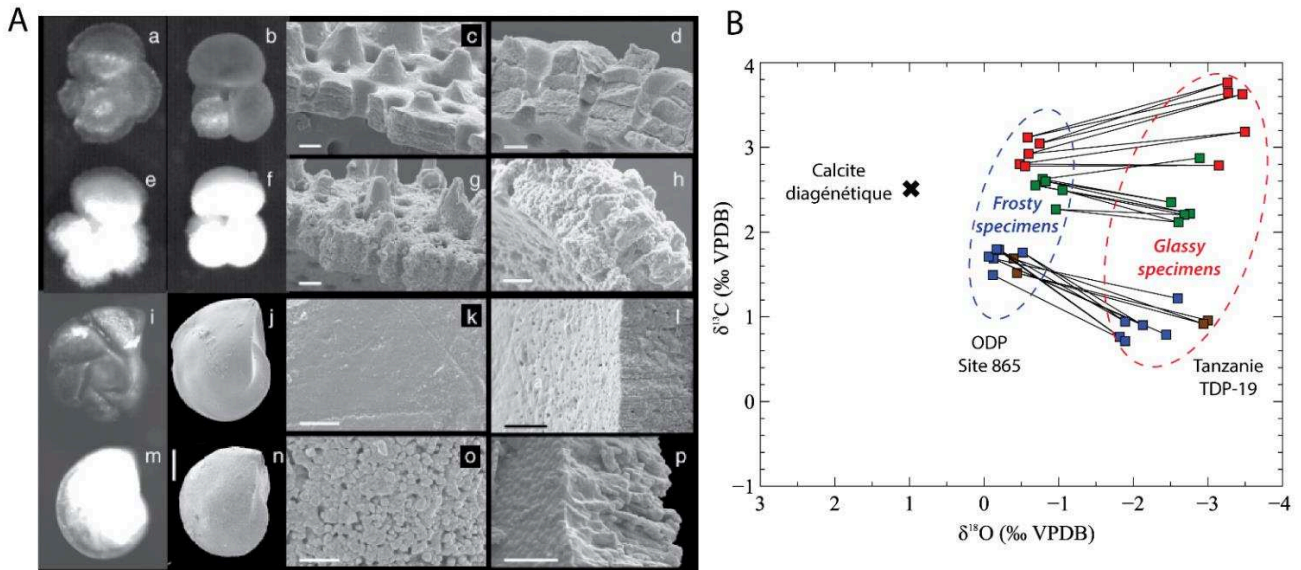 A
a
b
c
d
e
f
g
h
i
j
k
l
m
n
o
p
B
4
3
2
1
0
−1
δ¹³C (‰ VPDB)
Calcite
diagénétique
Frosty
specimens
Glassy
specimens
ODP
Site 865
Tanzanie
TDP-19
3
2
1
0
−1
−2
−3
−4
δ¹⁸O (‰ VPDB)